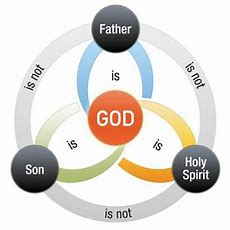 Father
is not
is not
is
GOD
is
is
Son
Holy
Spirit
is not